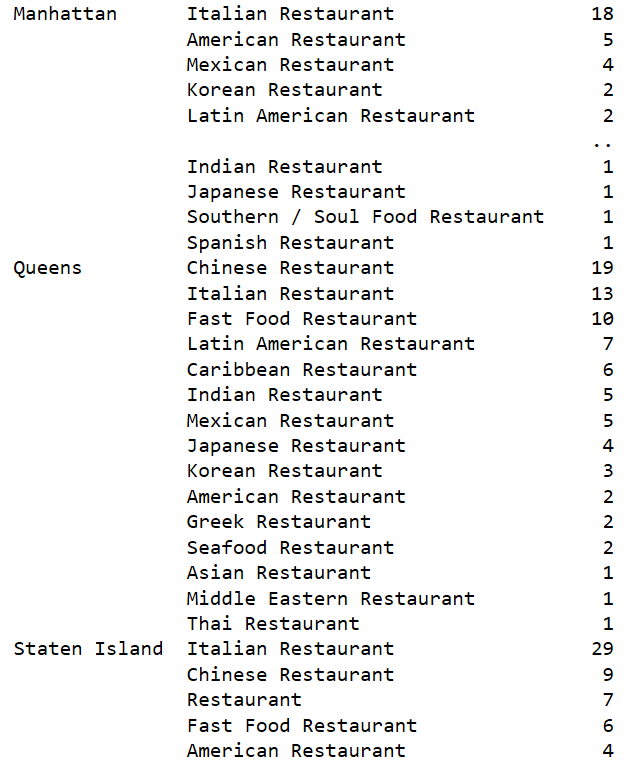 Manhattan Italian Restaurant 18
American Restaurant 5
Mexican Restaurant 4
Korean Restaurant 2
Latin American Restaurant 2
..
Indian Restaurant 1
Japanese Restaurant 1
Southern / Soul Food Restaurant 1
Spanish Restaurant 1
Queens Chinese Restaurant 19
Italian Restaurant 13
Fast Food Restaurant 10
Latin American Restaurant 7
Caribbean Restaurant 6
Indian Restaurant 5
Mexican Restaurant 5
Japanese Restaurant 4
Korean Restaurant 3
American Restaurant 2
Greek Restaurant 2
Seafood Restaurant 2
Asian Restaurant 1
Middle Eastern Restaurant 1
Thai Restaurant 1
Staten Island Italian Restaurant 29
Chinese Restaurant 9
Restaurant 7
Fast Food Restaurant 6
American Restaurant 4